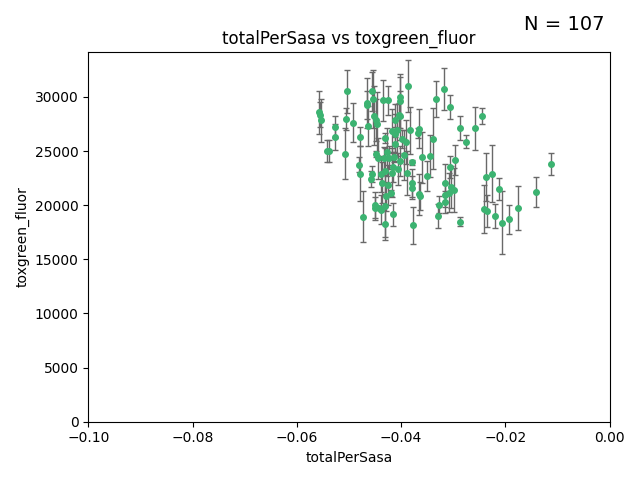 N = 107
totalPerSasa vs toxgreen_fluor
toxgreen_fluor
30000
25000
20000
15000
10000
5000
0
−0.10 −0.08 −0.06 −0.04 −0.02 0.00
totalPerSasa